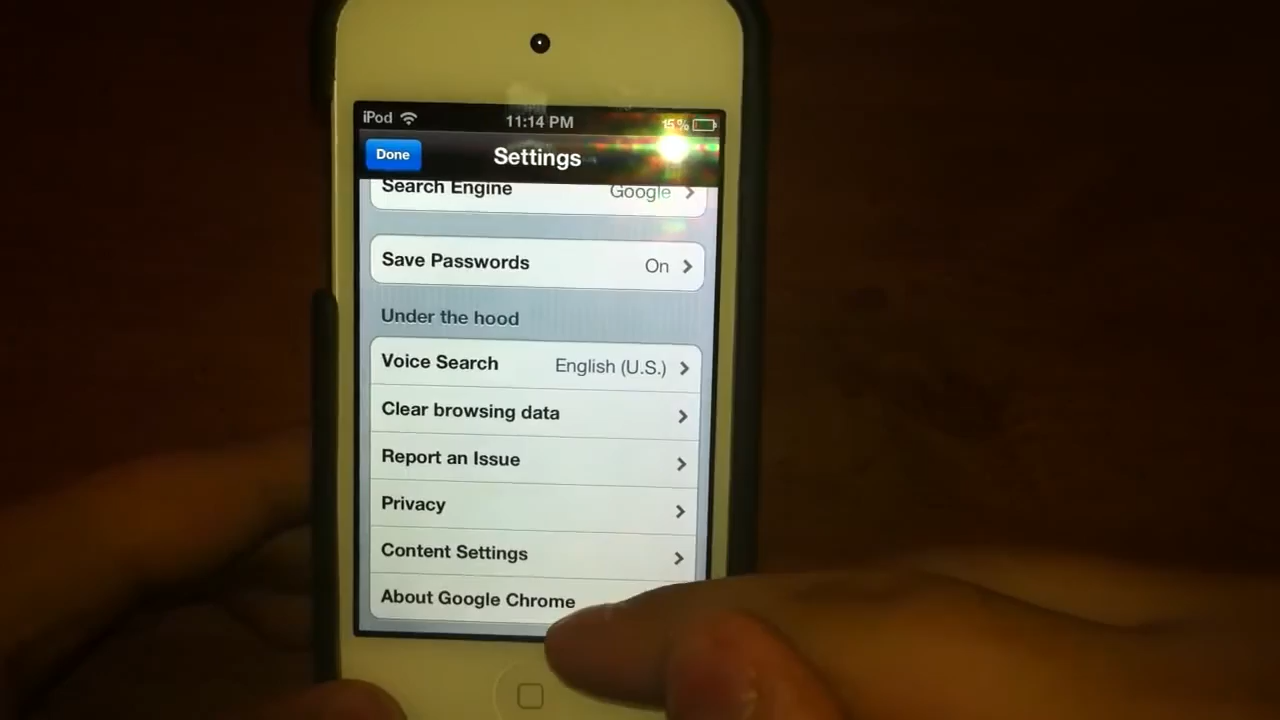 iPod 11:14 PM 15%
Done Settings
Search Engine Google
Save Passwords On
Under the hood
Voice Search English (U.S.)
Clear browsing data
Report an Issue
Privacy
Content Settings
About Google Chrome